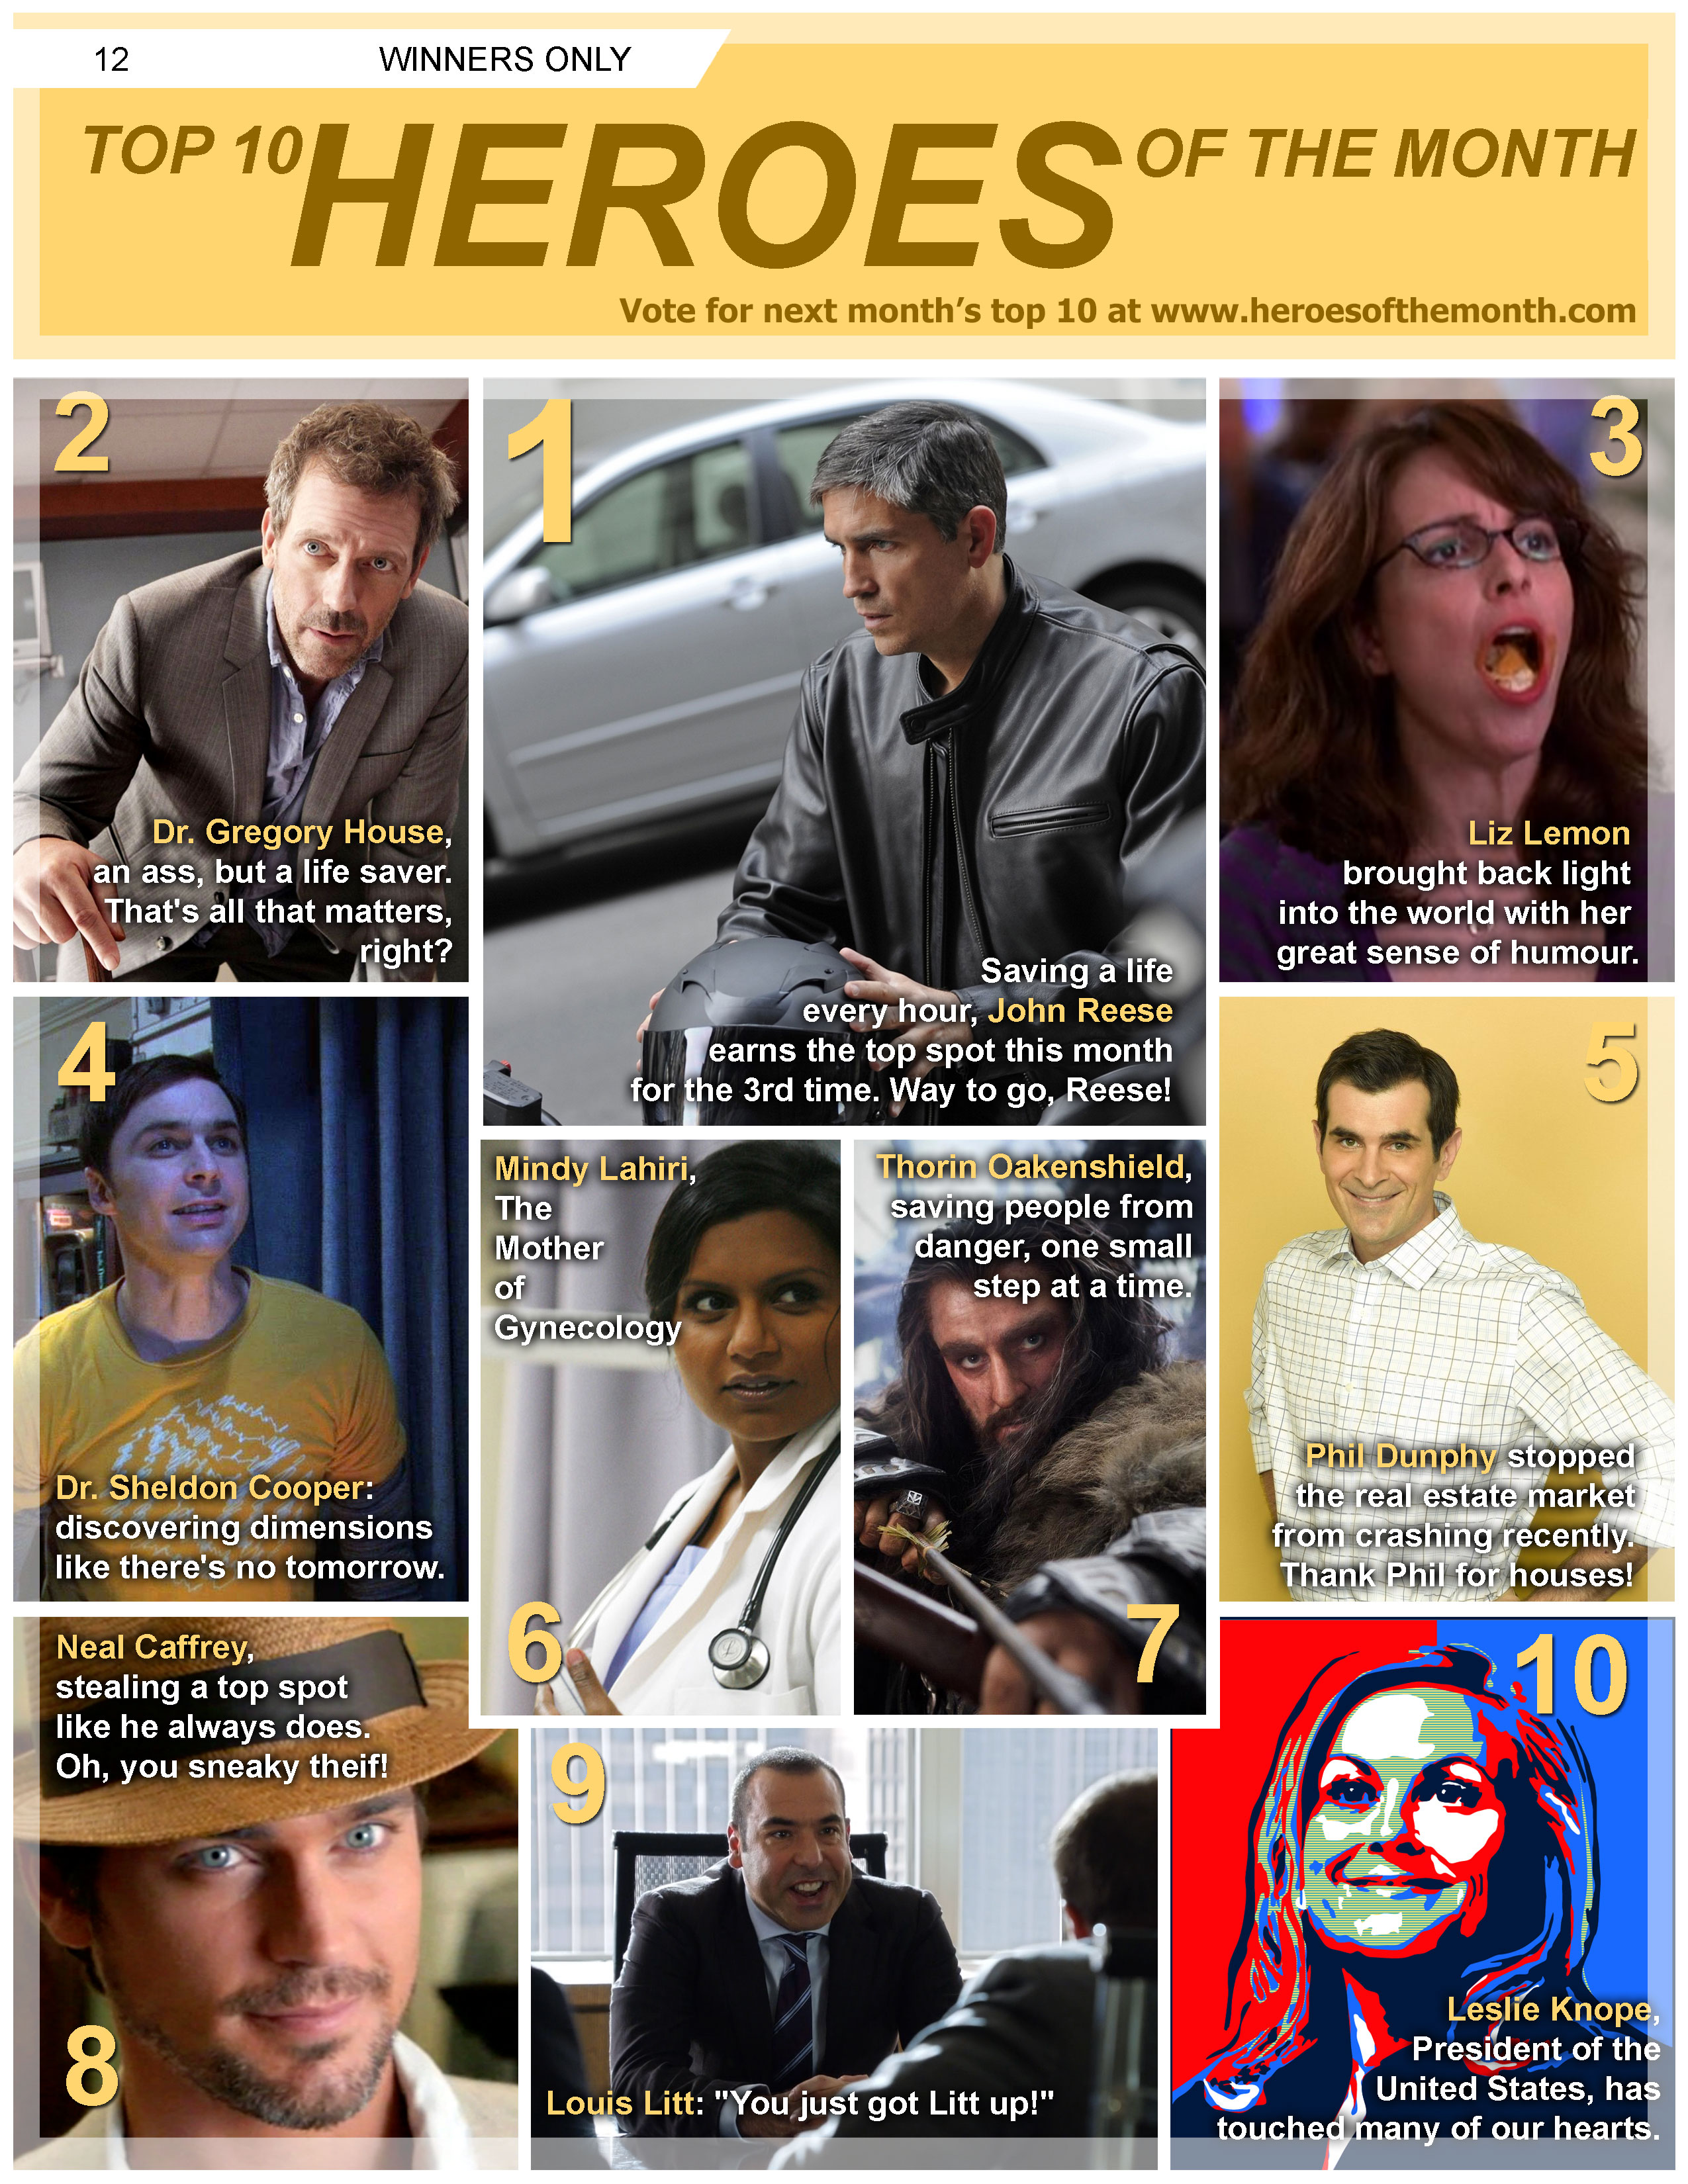 12
WINNERS ONLY
TOP 10
HEROES
OF THE MONTH
Vote for next month’s top 10 at www.heroesofthemonth.com
2
Dr. Gregory House,
an ass, but a life saver.
That's all that matters,
right?
1
Saving a life
every hour, John Reese
earns the top spot this month
for the 3rd time. Way to go, Reese!
3
Liz Lemon
brought back light
into the world with her
great sense of humour.
4
Dr. Sheldon Cooper:
discovering dimensions
like there's no tomorrow.
Mindy Lahiri,
The
Mother
of
Gynecology
6
Thorin Oakenshield,
saving people from
danger, one small
step at a time.
7
5
Phil Dunphy stopped
the real estate market
from crashing recently.
Thank Phil for houses!
Neal Caffrey,
stealing a top spot
like he always does.
Oh, you sneaky theif!
8
9
Louis Litt: "You just got Litt up!"
10
Leslie Knope,
President of the
United States, has
touched many of our hearts.